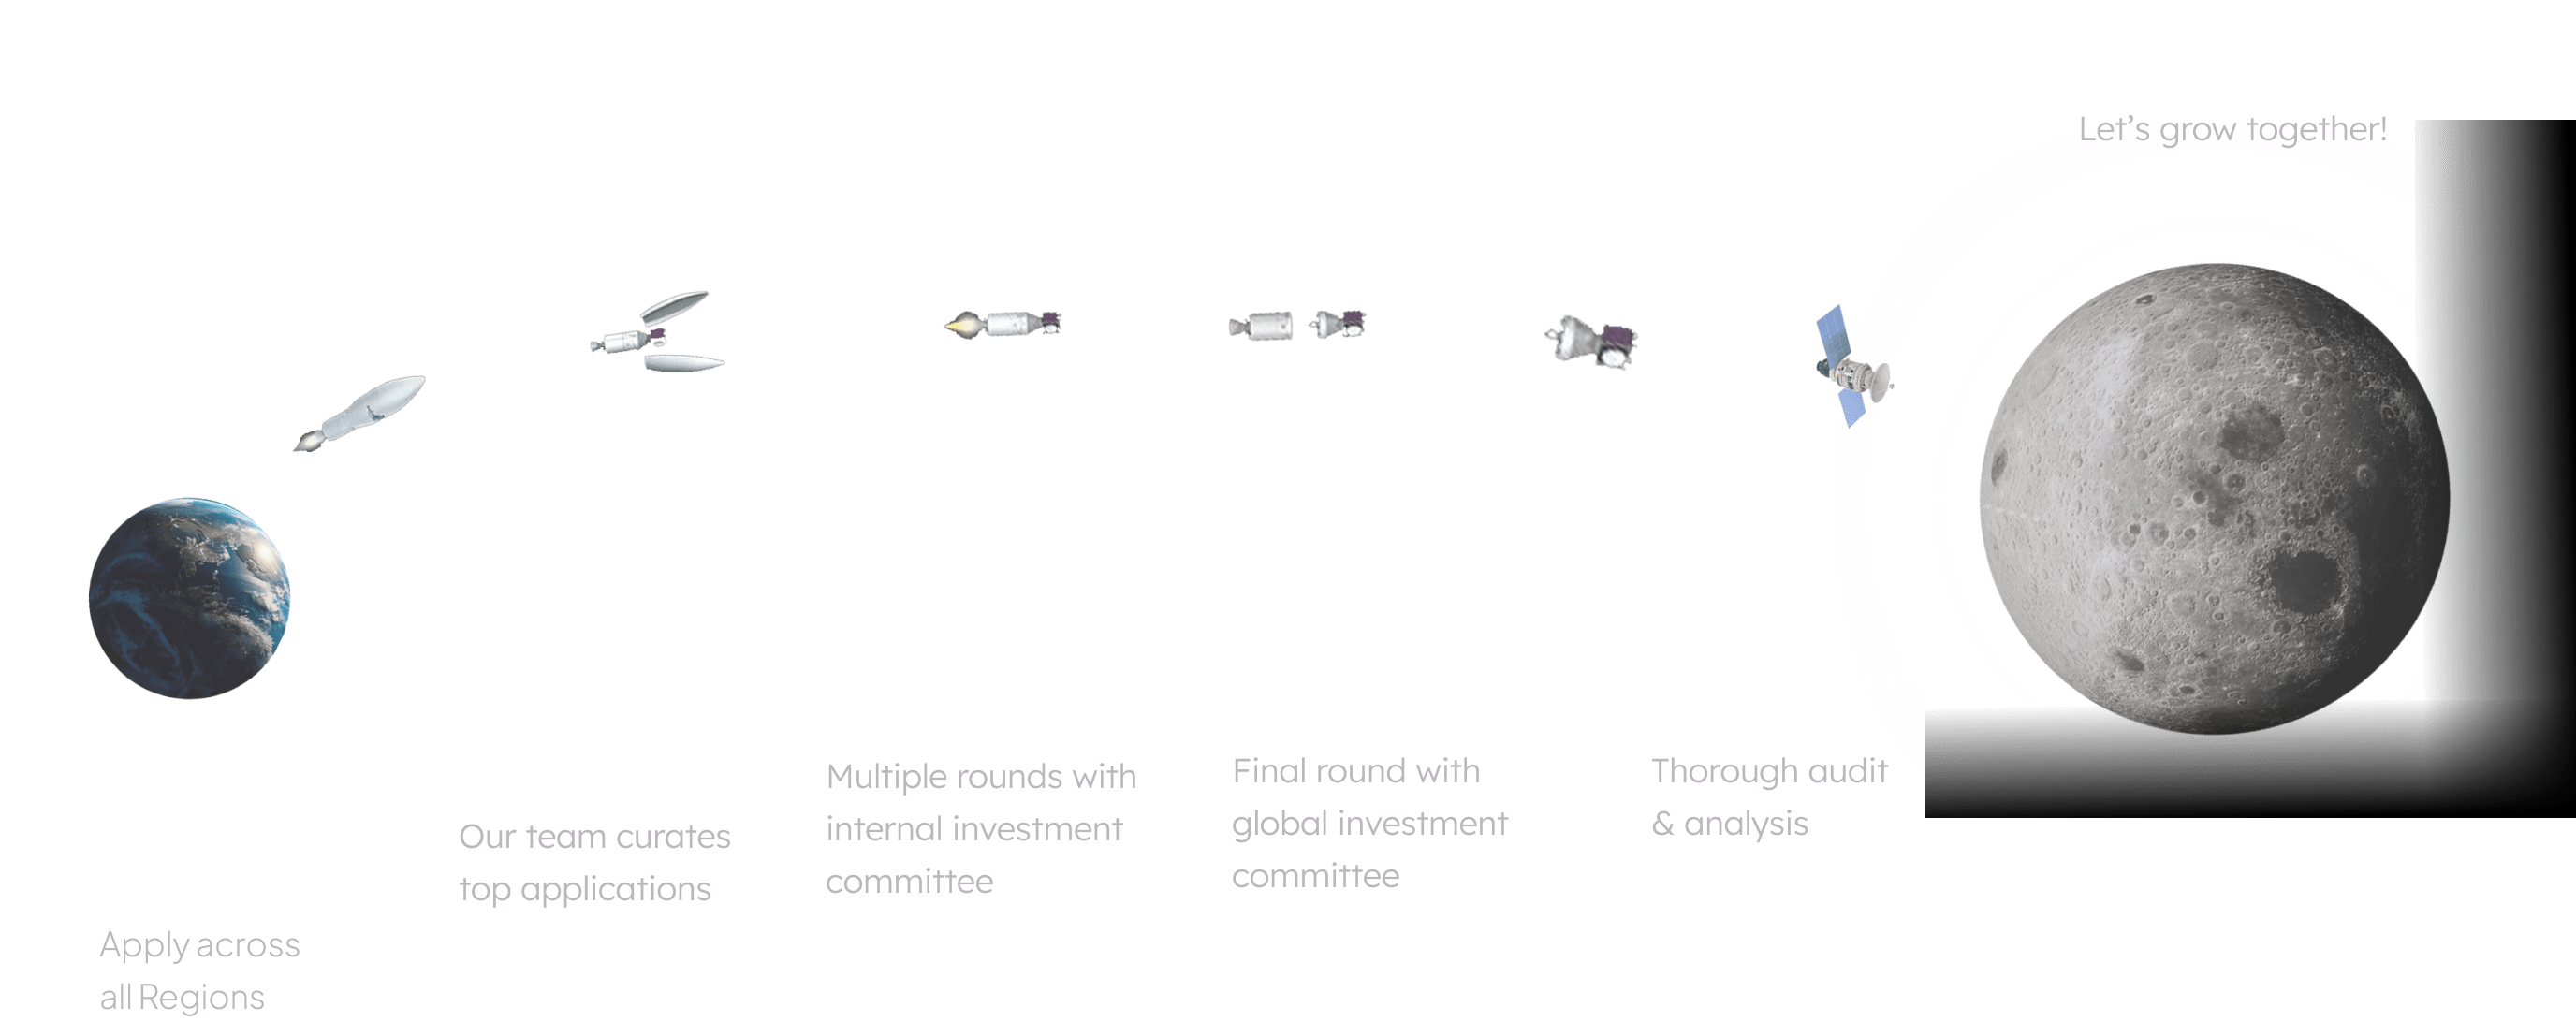 Let's grow together!
Apply across
all Regions
Our team curates
top applications
Multiple rounds with
internal investment
committee
Final round with
global investment
committee
Thorough audit
& analysis